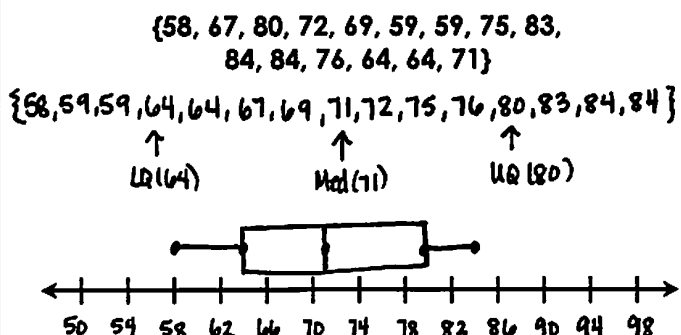 {58, 67, 80, 72, 69, 59, 59, 75, 83,
84, 84, 76, 64, 64, 71}
{58,59,59,64,64,67,69,71,72,75,76,80,83,84,84}
LQ(64) Med(71) UQ(80)
50 54 58 62 66 70 74 78 82 86 90 94 98